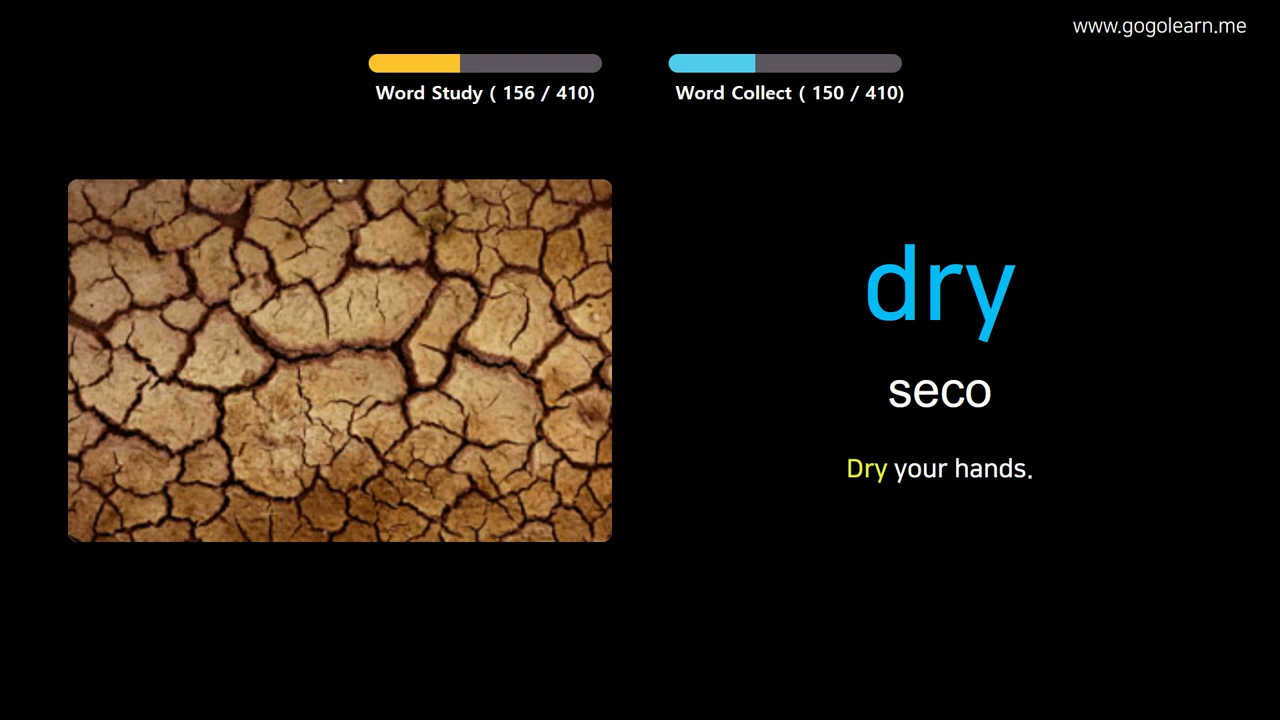 www.gogolearn.me
Word Study ( 156 / 410)
Word Collect ( 150 / 410)
dry
seco
Dry your hands.